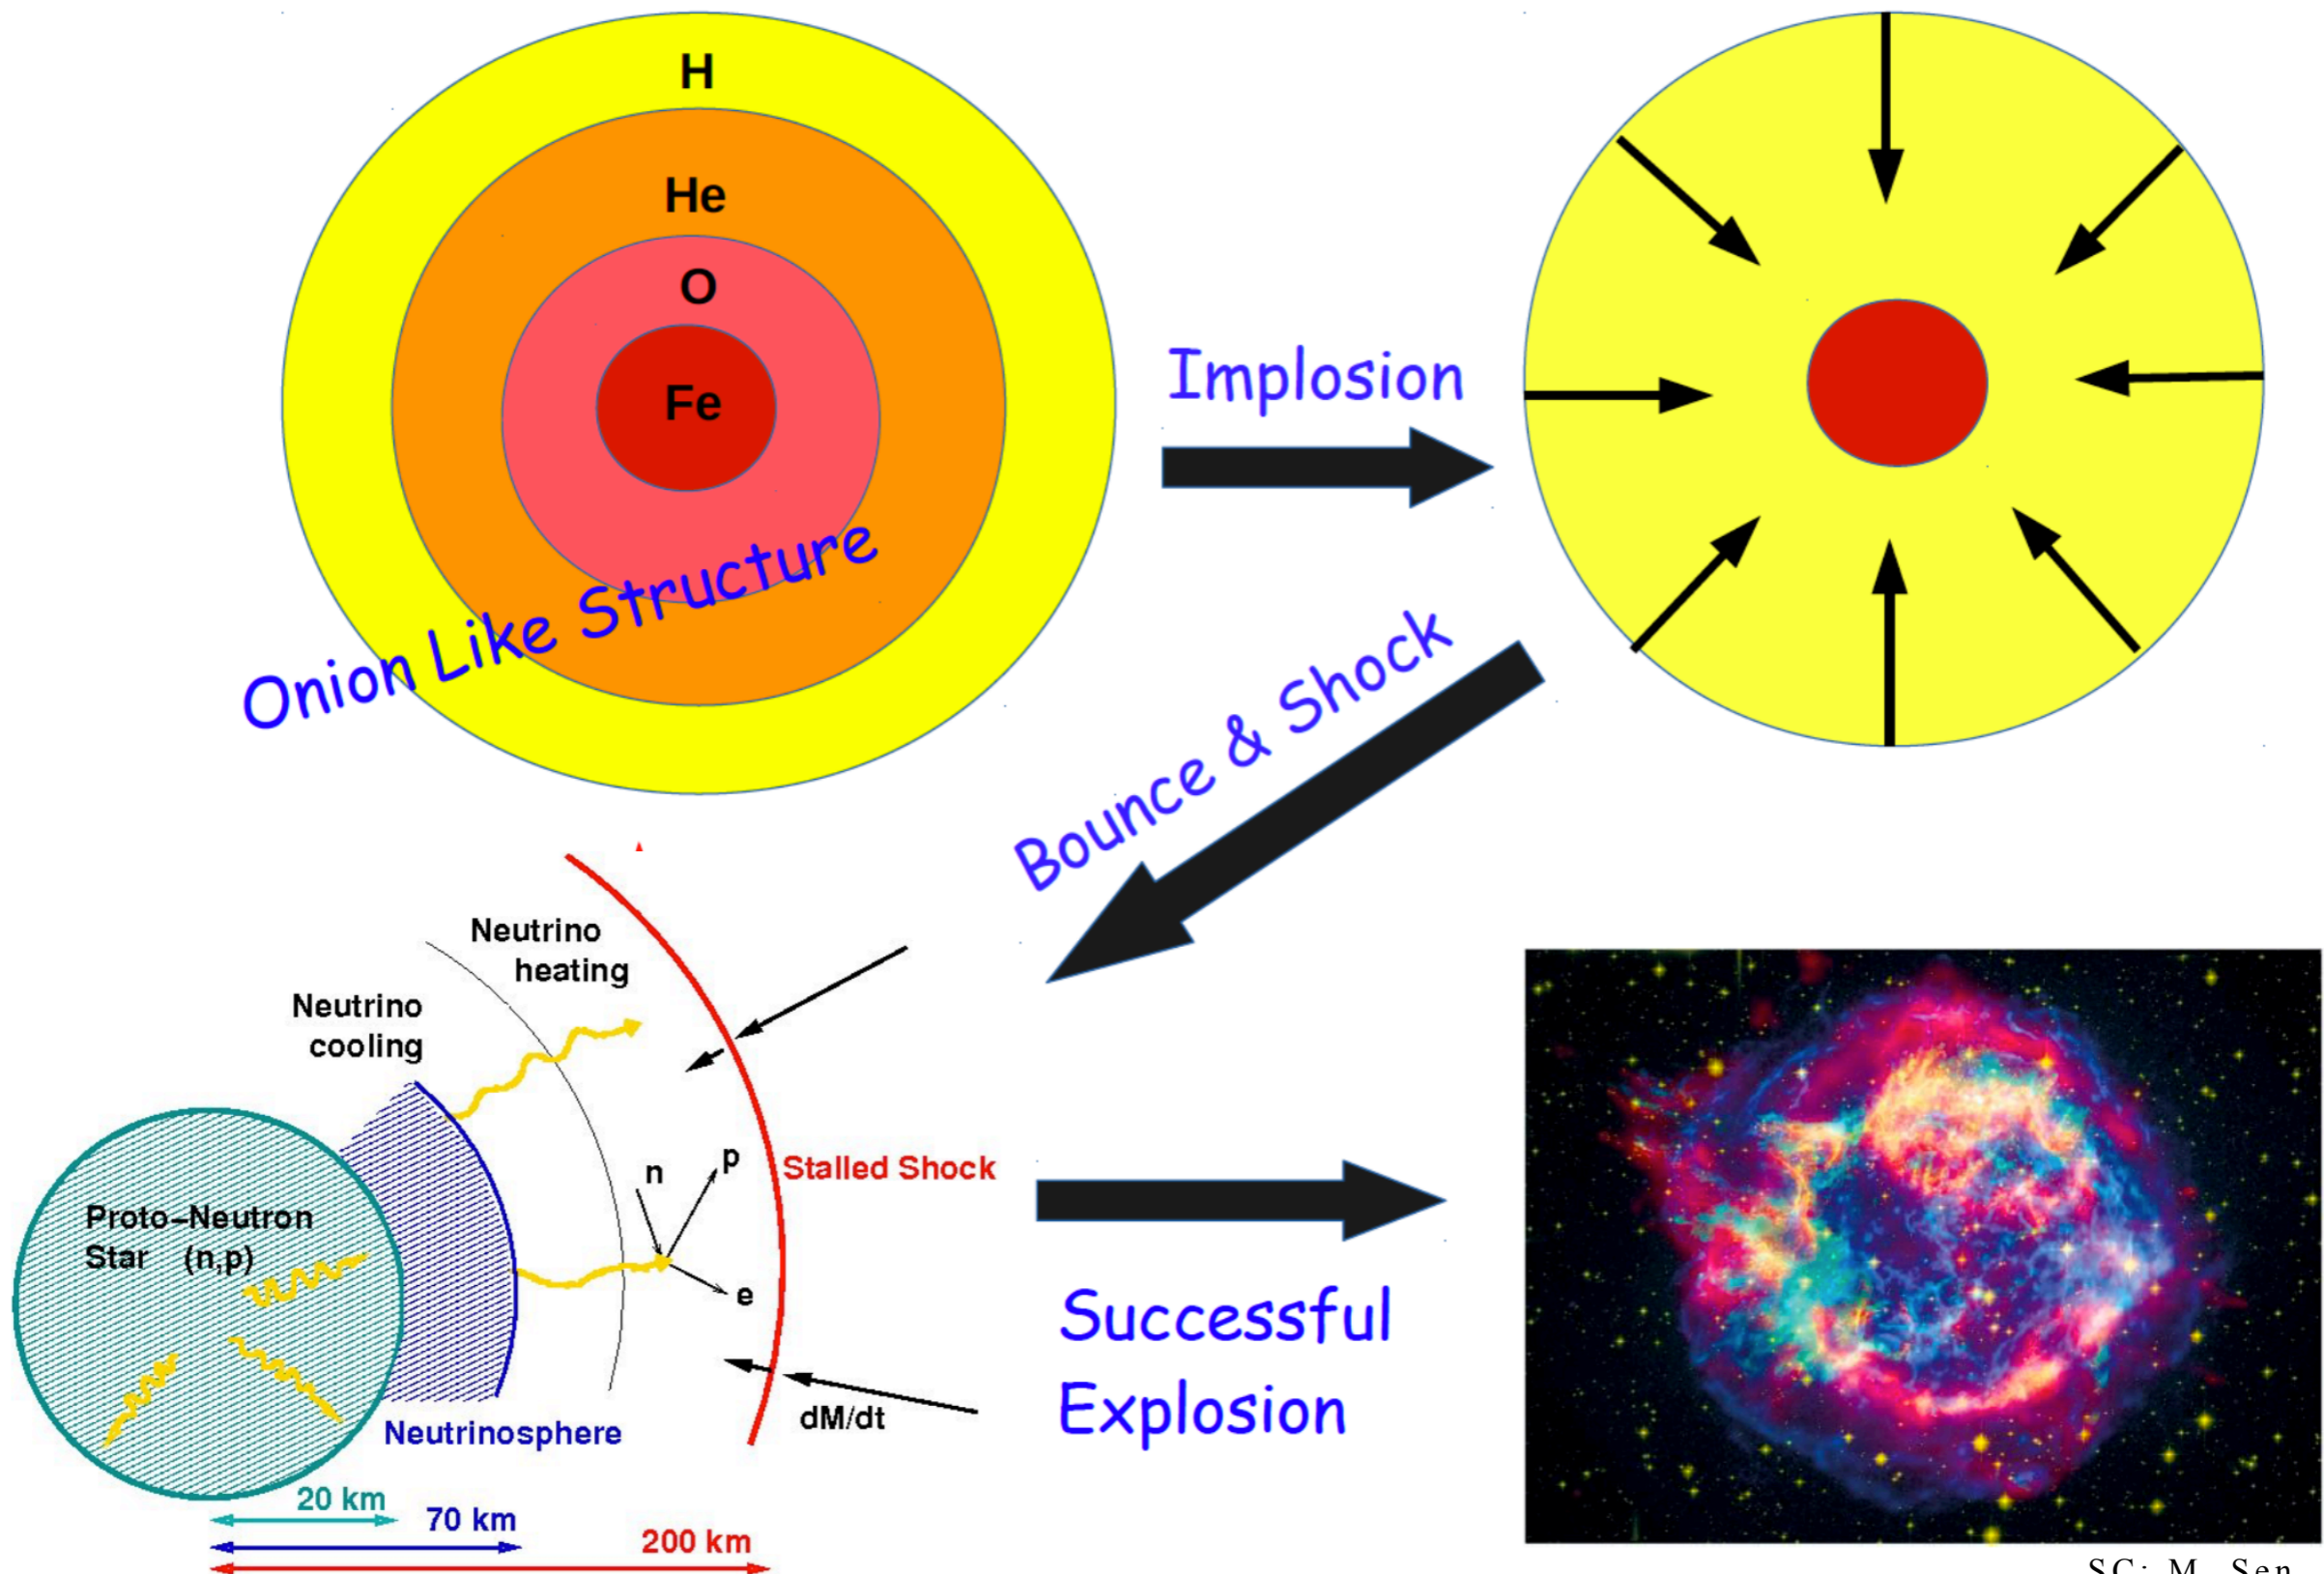 H
He
O
Fe
Onion Like Structure
Implosion
Bounce & Shock
Neutrino
heating
Neutrino
cooling
n
p
Stalled Shock
Proto-Neutron
Star (n,p)
e
dM/dt
Neutrinosphere
20 km
70 km
200 km
Successful
Explosion
SC: M. Sen